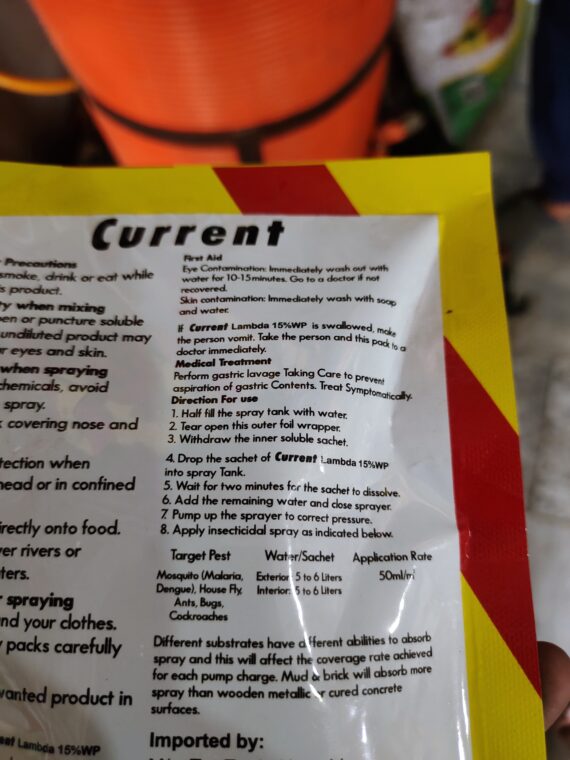 Current
Precautions
smoke, drink or eat while
s product.
ty when mixing
en or puncture soluble
undiluted product may
r eyes and skin.
when spraying
chemicals, avoid
spray.
covering nose and
tection when
head or in confined
irectly onto food.
ver rivers or
ters.
r spraying
nd your clothes.
y packs carefully
wanted product in
Current Lambda 15%WP
First Aid
Eye Contamination: Immediately wash out with
water for 10-15minutes. Go to a doctor if not
recovered.
Skin contamination: Immediately wash with soap
and water.
If Current Lambda 15%WP is swallowed, make
the person vomit. Take the person and this pack to a
doctor immediately.
Medical Treatment
Perform gastric lavage Taking Care to prevent
aspiration of gastric Contents. Treat Symptomatically.
Direction For use
1. Half fill the spray tank with water.
2. Tear open this outer foil wrapper.
3. Withdraw the inner soluble sachet.
4. Drop the sachet of Current Lambda 15%WP
into spray Tank.
5. Wait for two minutes for the sachet to dissolve.
6. Add the remaining water and close sprayer.
7. Pump up the sprayer to correct pressure.
8. Apply insecticidal spray as indicated below.
Target Pest Water/Sachet Application Rate
Mosquito (Malaria, Exterior: 5 to 6 Liters 50ml/m²
Dengue), House Fly, Interior: 5 to 6 Liters
Ants, Bugs,
Cockroaches
Different substrates have different abilities to absorb
spray and this will affect the coverage rate achieved
for each pump charge. Mud & brick will absorb more
spray than wooden metallic or cured concrete
surfaces.
Imported by: